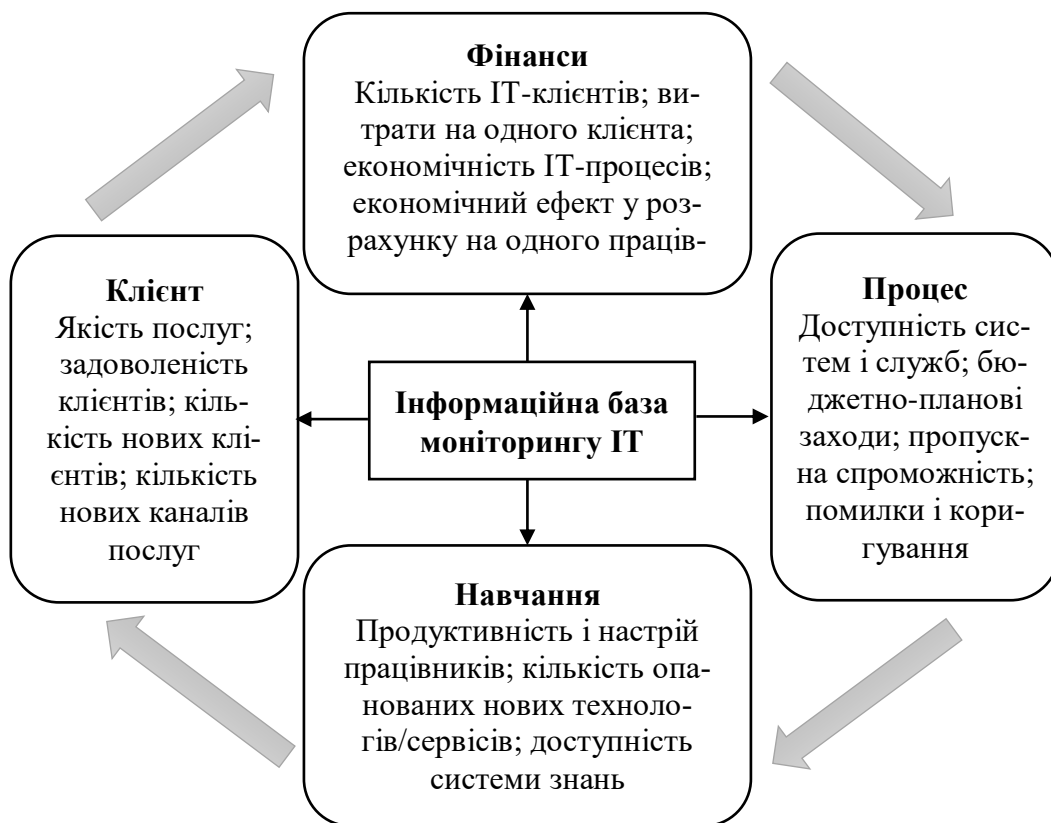 Фінанси
Кількість ІТ-клієнтів; ви-
трати на одного клієнта;
економічність ІТ-процесів;
економічний ефект у роз-
рахунку на одного праців-
Клієнт
Якість послуг;
задоволеність
клієнтів; кіль-
кість нових клі-
єнтів; кількість
нових каналів
послуг
Інформаційна база
моніторингу ІТ
Процес
Доступність сис-
тем і служб; бю-
джетно-планові
заходи; пропуск-
на спроможність;
помилки і кори-
гування
Навчання
Продуктивність і настрій
працівників; кількість опа-
нованих нових техноло-
гів/сервісів; доступність
системи знань